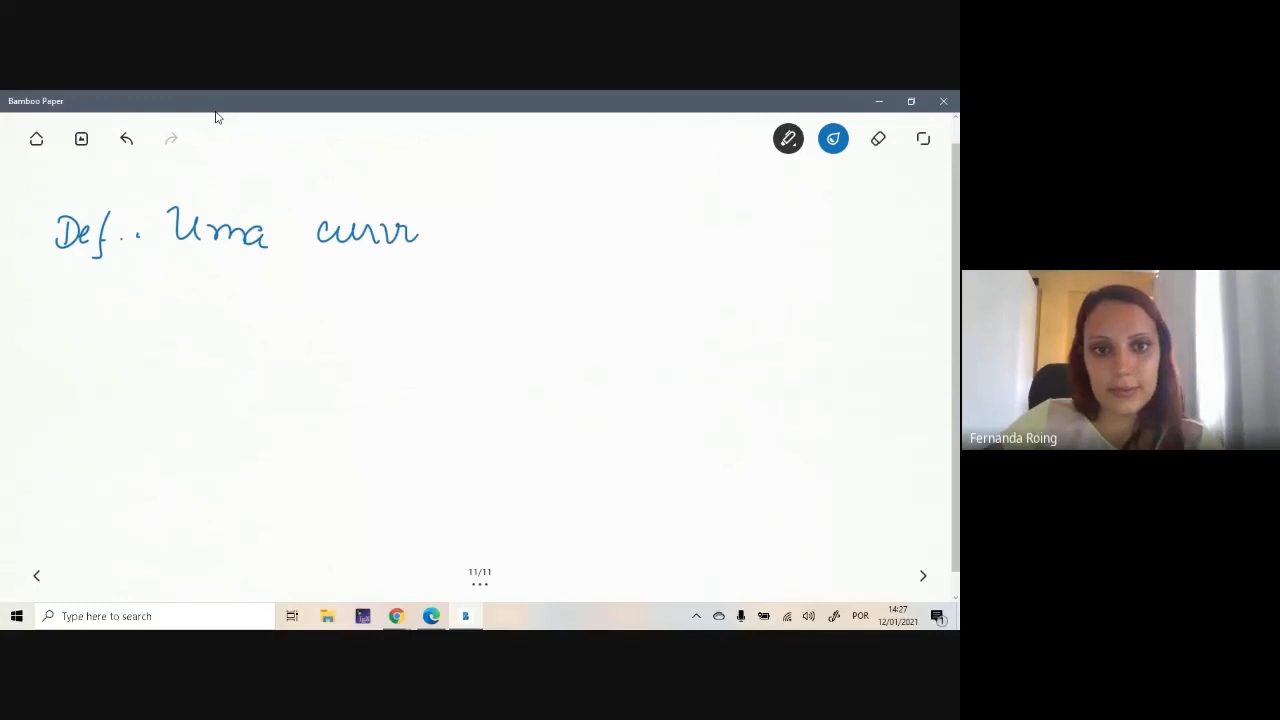 Bamboo Paper
Def.. Uma curv
Fernanda Roing
11/11
Type here to search
POR
14:27
12/01/2021
1